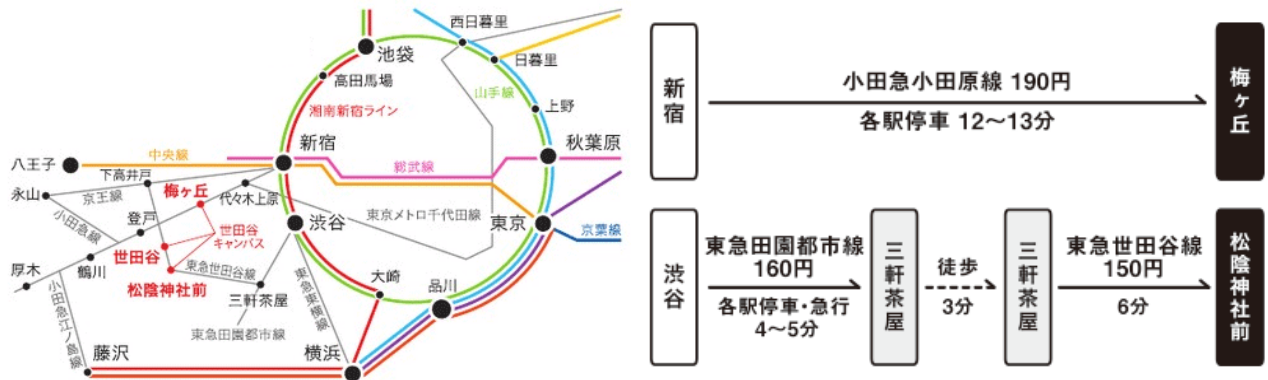 池袋
高田馬場
湘南新宿ライン
新宿
西日暮里
日暮里
山手線
上野
秋葉原
八王子
中央線
総武線
下高井戸
永山
京王線
梅ヶ丘
代々木上原
小田急線
登戸
世田谷
キャンパス
世田谷
渋谷
東京メトロ千代田線
東京
京葉線
厚木
鶴川
松陰神社前
東急世田谷線
三軒茶屋
東急田園都市線
東急東横線
大崎
品川
小田急江ノ島線
藤沢
横浜
新宿
小田急小田原線 190円
各駅停車 12〜13分
梅ヶ丘
渋谷
東急田園都市線
160円
各駅停車・急行
4〜5分
三軒茶屋
徒歩
3分
三軒茶屋
東急世田谷線
150円
6分
松陰神社前